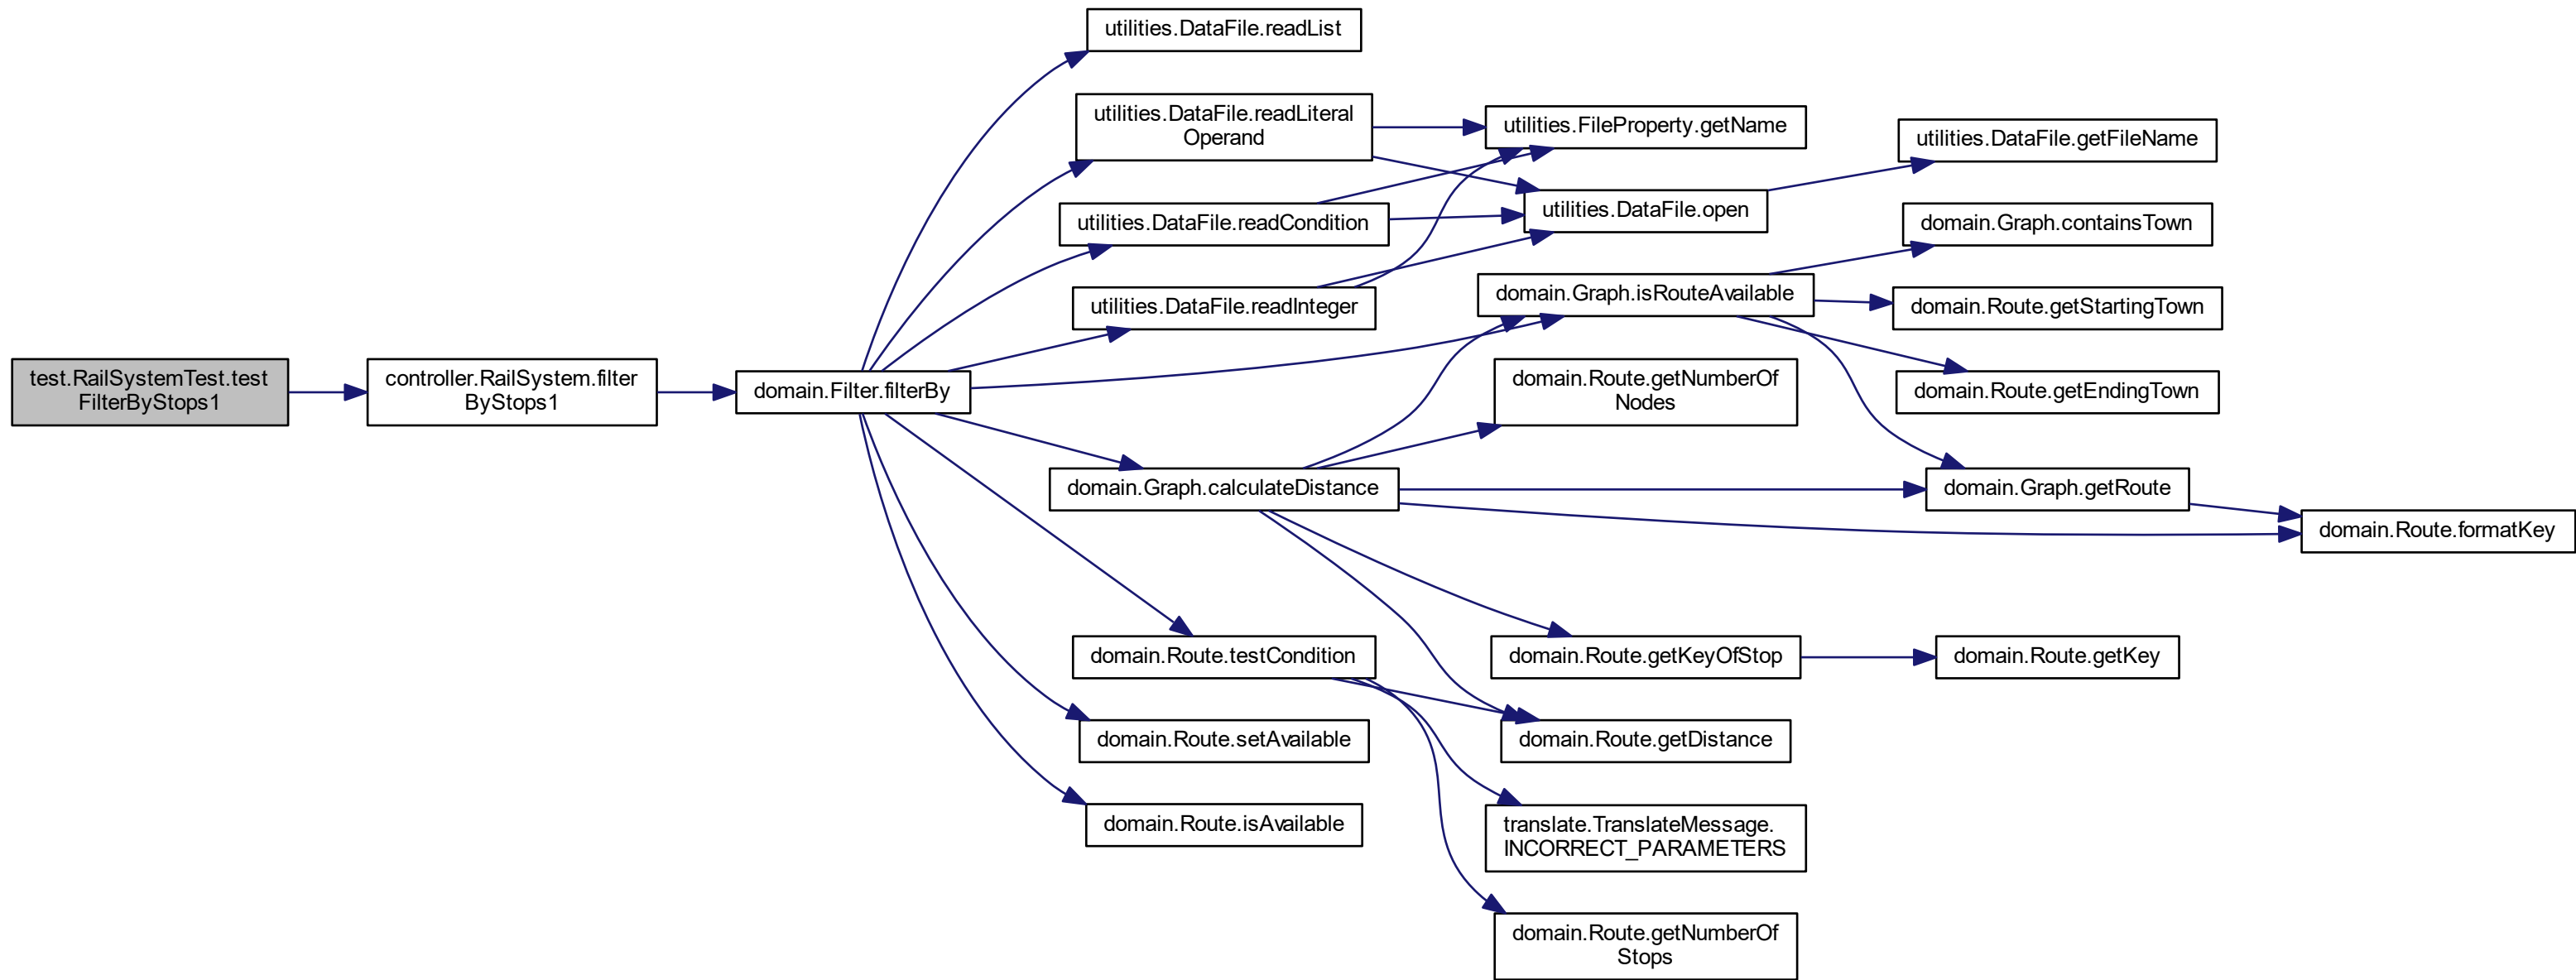 test.RailSystemTest.test
FilterByStops1
controller.RailSystem.filter
ByStops1
domain.Filter.filterBy
utilities.DataFile.readList
utilities.DataFile.readLiteral
Operand
utilities.DataFile.readCondition
utilities.DataFile.readInteger
domain.Graph.calculateDistance
domain.Route.testCondition
domain.Route.setAvailable
domain.Route.isAvailable
utilities.FileProperty.getName
utilities.DataFile.open
domain.Graph.isRouteAvailable
domain.Route.getNumberOf
Nodes
domain.Route.getKeyOfStop
domain.Route.getDistance
translate.TranslateMessage.
INCORRECT_PARAMETERS
domain.Route.getNumberOf
Stops
utilities.DataFile.getFileName
domain.Graph.containsTown
domain.Route.getStartingTown
domain.Route.getEndingTown
domain.Graph.getRoute
domain.Route.getKey
domain.Route.formatKey